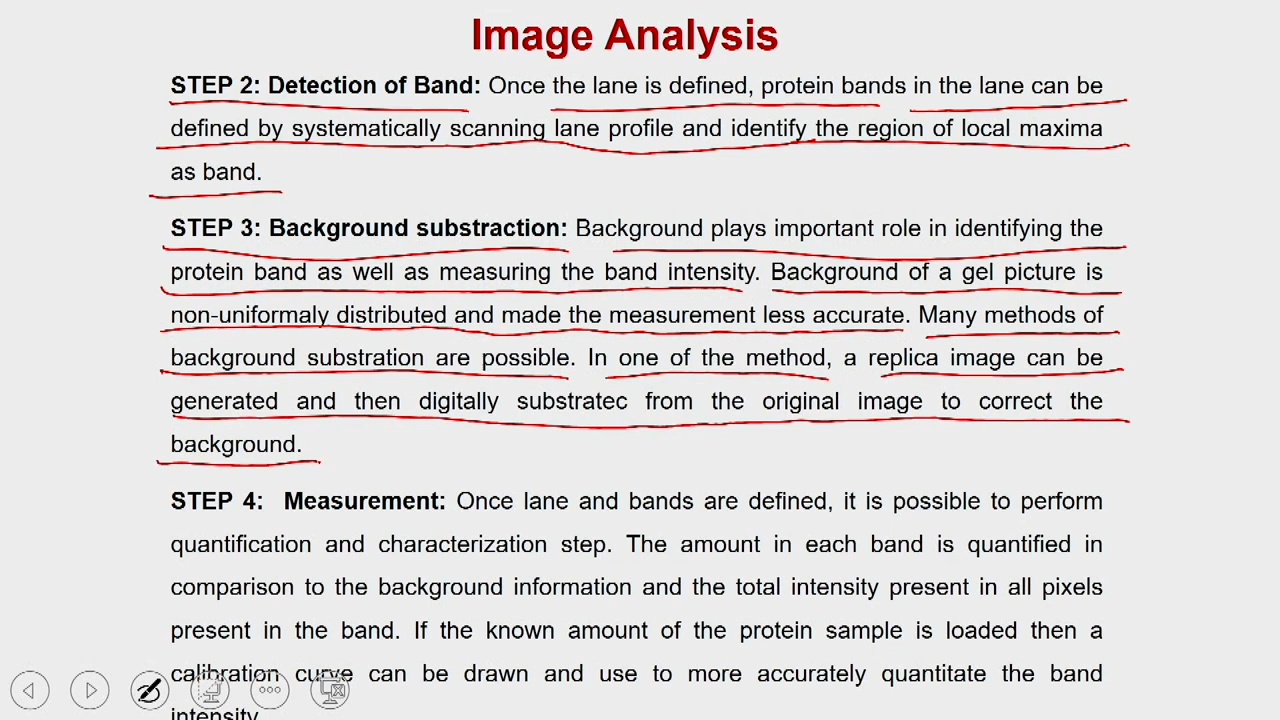 Image Analysis
STEP 2: Detection of Band: Once the lane is defined, protein bands in the lane can be
defined by systematically scanning lane profile and identify the region of local maxima
as band.
STEP 3: Background substraction: Background plays important role in identifying the
protein band as well as measuring the band intensity. Background of a gel picture is
non-uniformaly distributed and made the measurement less accurate. Many methods of
background substration are possible. In one of the method, a replica image can be
generated and then digitally substratec from the original image to correct the
background.
STEP 4: Measurement: Once lane and bands are defined, it is possible to perform
quantification and characterization step. The amount in each band is quantified in
comparison to the background information and the total intensity present in all pixels
present in the band. If the known amount of the protein sample is loaded then a
calibration curve can be drawn and use to more accurately quantitate the band
intensity.